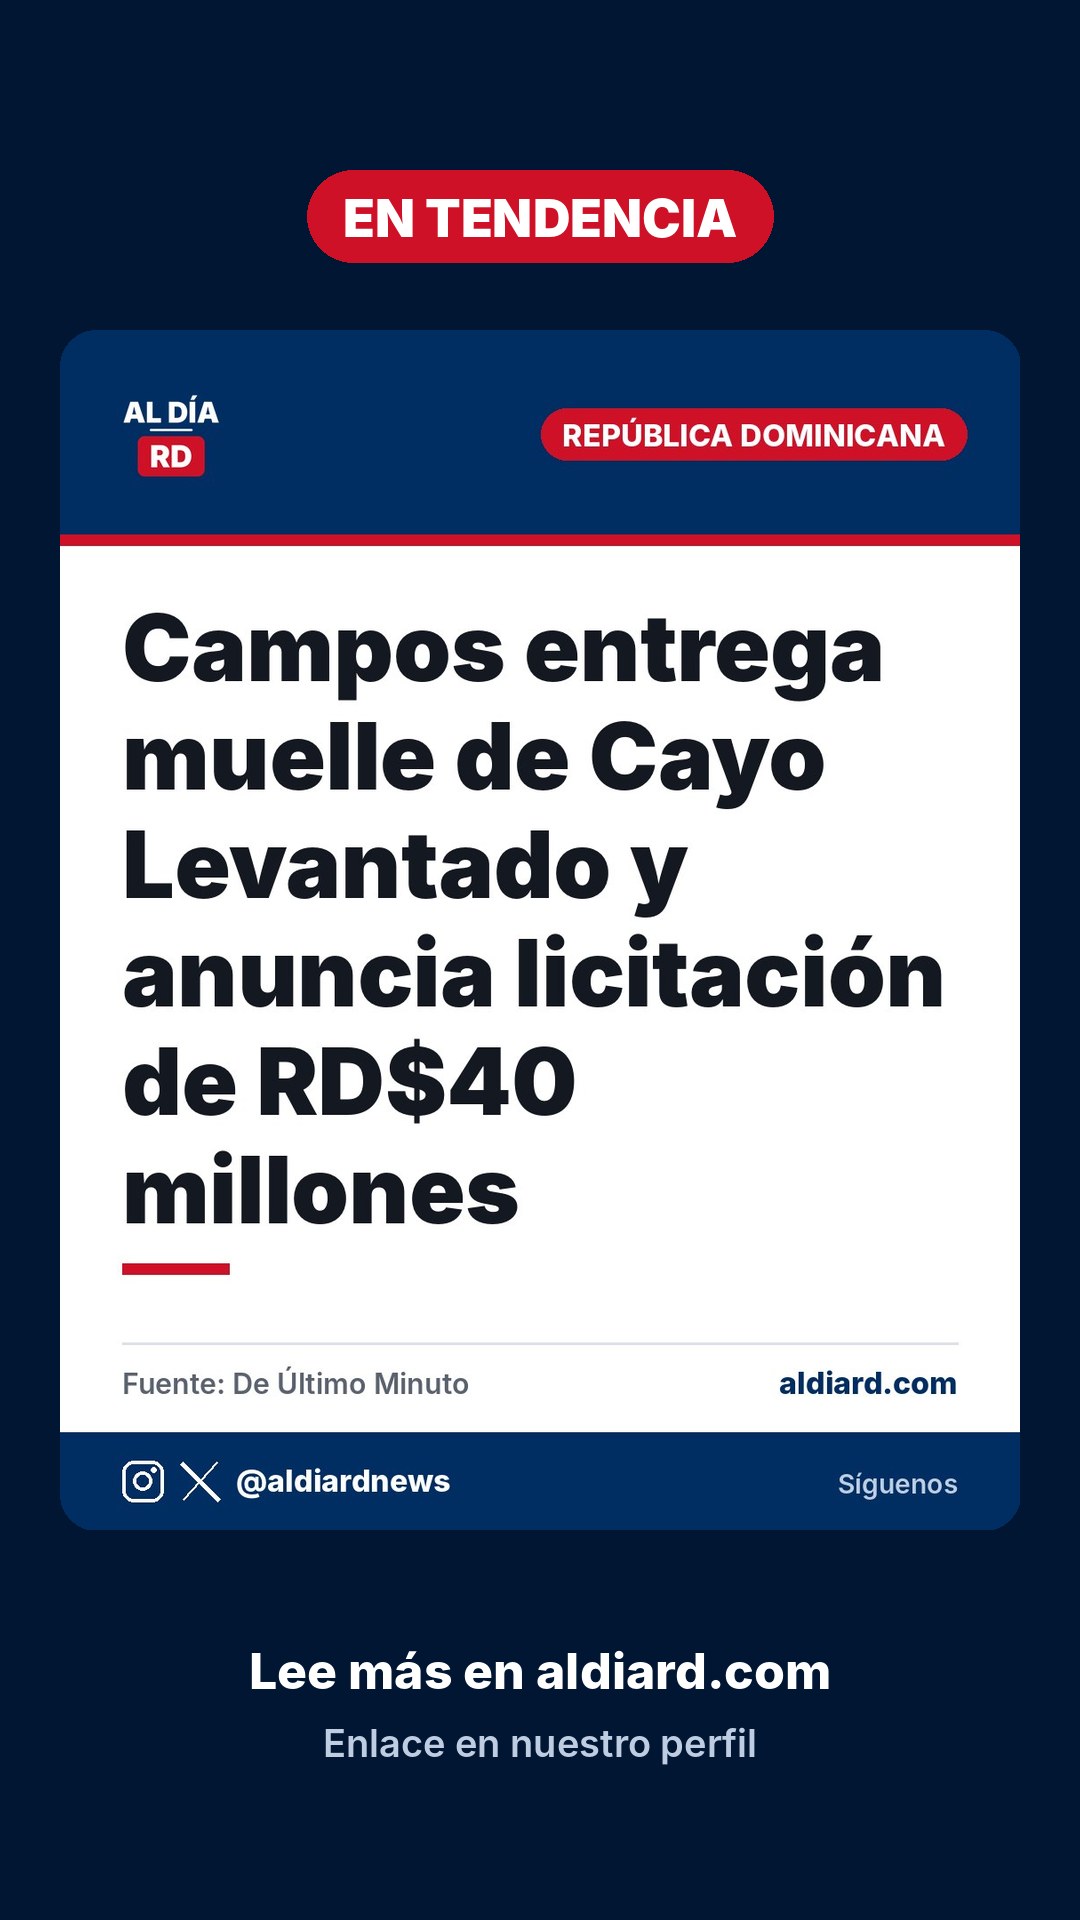 EN TENDENCIA
AL DÍA
RD
REPÚBLICA DOMINICANA
Campos entrega
muelle de Cayo
Levantado y
anuncia licitación
de RD$40
millones
Fuente: De Último Minuto
aldiard.com
@aldiardnews
Síguenos
Lee más en aldiard.com
Enlace en nuestro perfil